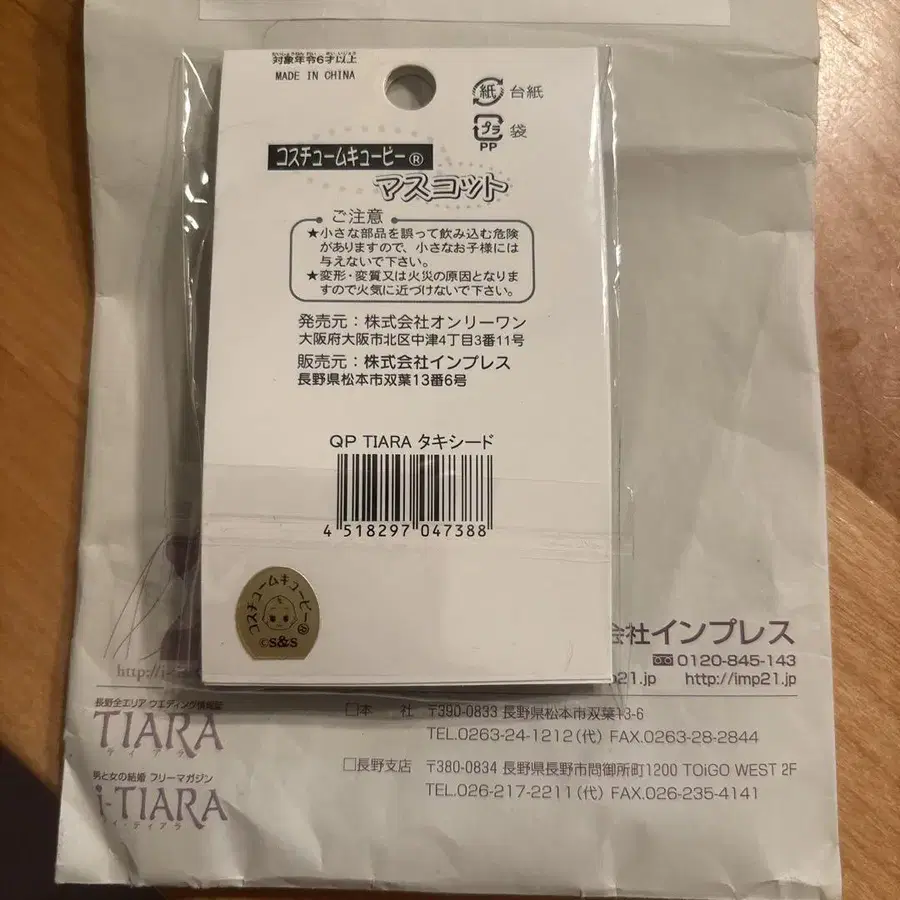 対象年令6才以上
MADE IN CHINA
紙 台紙
プラ 袋
PP
コスチュームキューピー®
マスコット
ご注意
★小さな部品を誤って飲み込む危険
がありますので、小さなお子様には
与えないで下さい。
★変形・変質又は火災の原因となりま
すので火気に近づけないで下さい。
発売元：株式会社オンリーワン
大阪府大阪市北区中津4丁目3番11号
販売元：株式会社インプレス
長野県松本市双葉13番6号
QP TIARA タキシード
4 518297 047388
コスチュームキューピー
©S&S
会社インプレス
0120-845-143
http://i-
p21.jp http://imp21.jp
長野全エリア ウエディング情報誌
TIARA
ティアラ
□本 社 〒390-0833 長野県松本市双葉13-6
TEL.0263-24-1212(代) FAX.0263-28-2844
男と女の結婚 フリーマガジン
i-TIARA
アイ・ティアラ
□長野支店 〒380-0834 長野県長野市問御所町1200 TOiGO WEST 2F
TEL.026-217-2211(代) FAX.026-235-4141